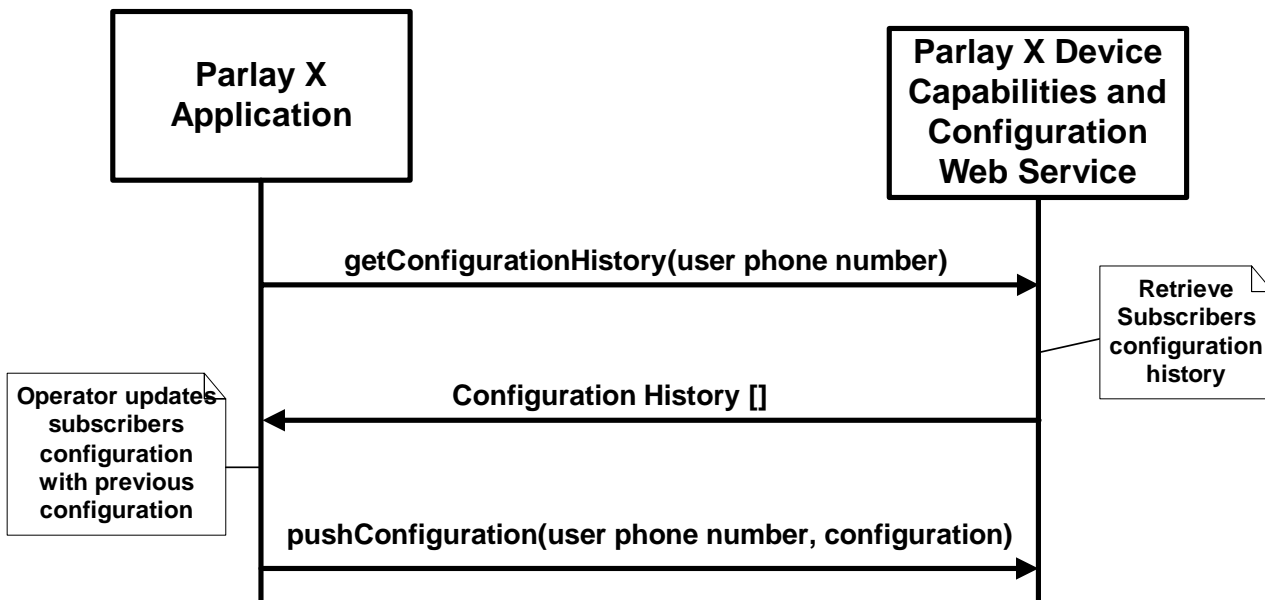 Parlay X
Application
Parlay X Device
Capabilities and
Configuration
Web Service
getConfigurationHistory(user phone number)
Retrieve
Subscribers
configuration
history
Configuration History []
Operator updates
subscribers
configuration
with previous
configuration
pushConfiguration(user phone number, configuration)